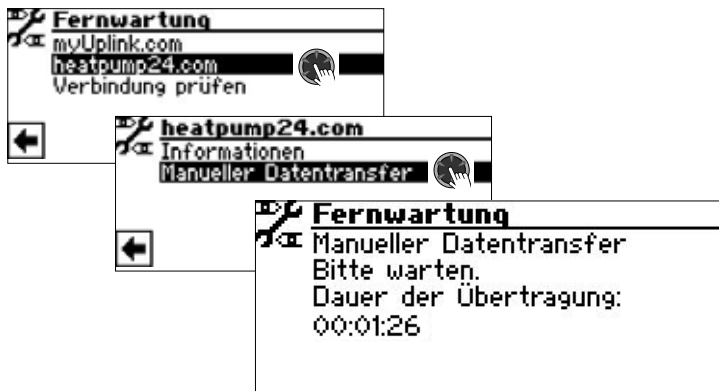 Fernwartung
myUplink.com
heatpump24.com
Verbindung prüfen
heatpump24.com
Informationen
Manueller Datentransfer
Fernwartung
Manueller Datentransfer
Bitte warten.
Dauer der Übertragung:
00:01:26